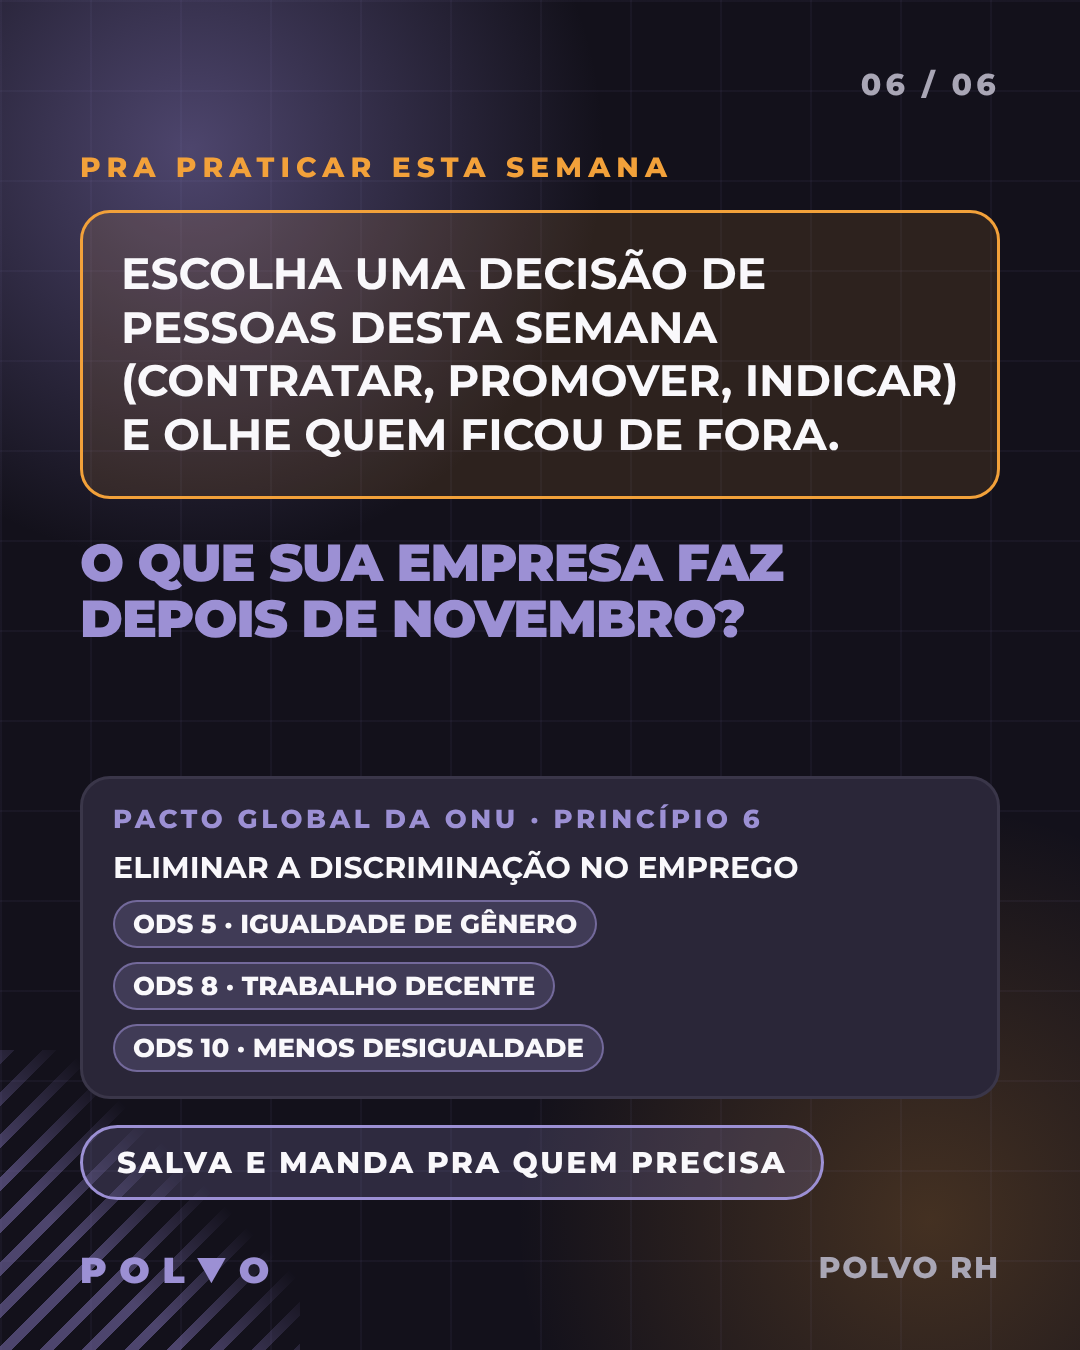 06 / 06
PRA PRATICAR ESTA SEMANA
ESCOLHA UMA DECISÃO DE
PESSOAS DESTA SEMANA
(CONTRATAR, PROMOVER, INDICAR)
E OLHE QUEM FICOU DE FORA.
O QUE SUA EMPRESA FAZ
DEPOIS DE NOVEMBRO?
PACTO GLOBAL DA ONU · PRINCÍPIO 6
ELIMINAR A DISCRIMINAÇÃO NO EMPREGO
ODS 5 · IGUALDADE DE GÊNERO
ODS 8 · TRABALHO DECENTE
ODS 10 · MENOS DESIGUALDADE
SALVA E MANDA PRA QUEM PRECISA
POLVO
POLVO RH